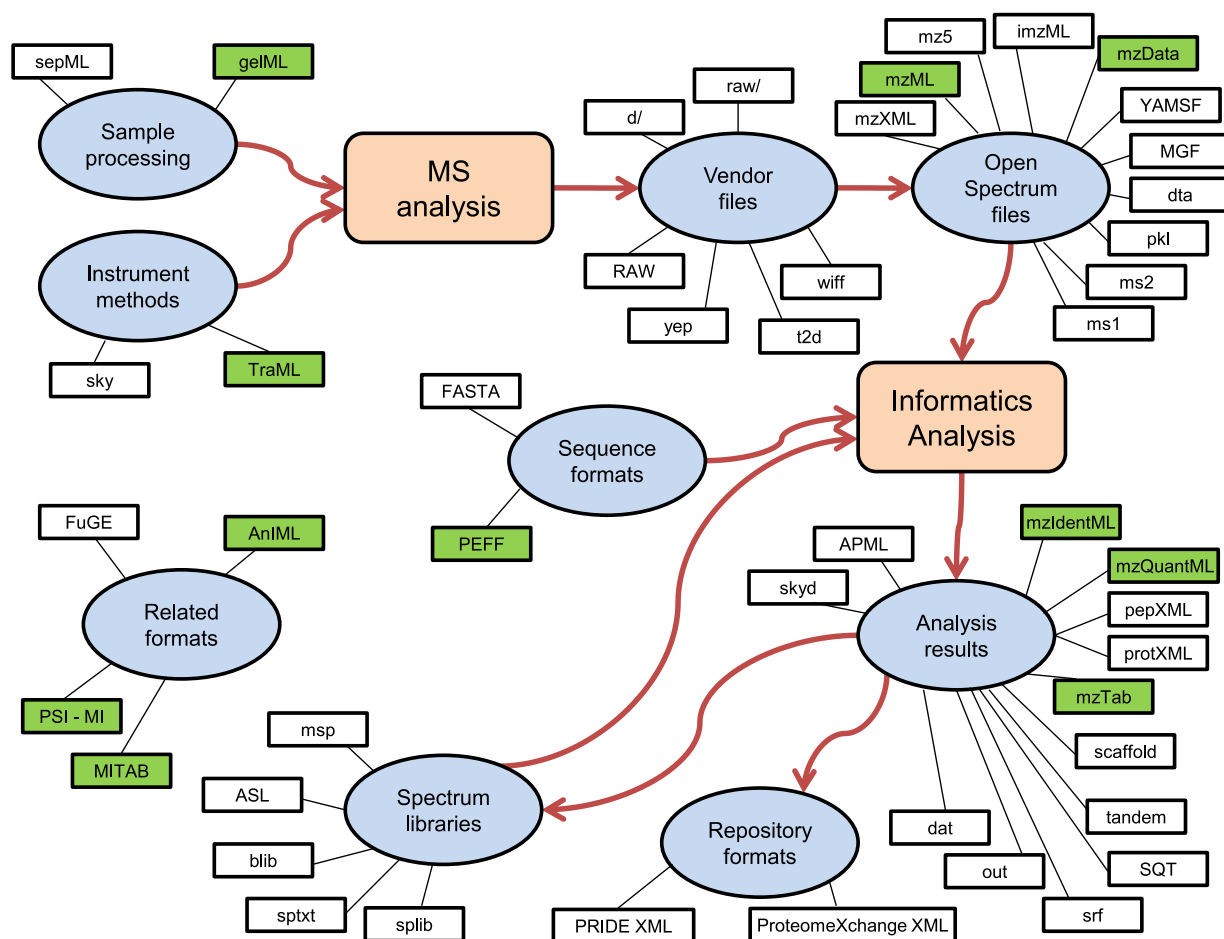 sepML
gelML
Sample
processing
MS
analysis
Instrument
methods
sky
TraML
d/
raw/
Vendor
files
RAW
yep
t2d
wiff
mz5
imzML
mzData
mzML
mzXML
YAMSF
MGF
dta
pkl
ms2
ms1
Open
Spectrum
files
FASTA
Sequence
formats
PEFF
Informatics
Analysis
FuGE
AnIML
Related
formats
PSI - MI
MITAB
APML
skyd
mzIdentML
mzQuantML
pepXML
protXML
mzTab
Analysis
results
scaffold
tandem
SQT
srf
out
dat
msp
ASL
blib
sptxt
splib
Spectrum
libraries
Repository
formats
PRIDE XML
ProteomeXchange XML